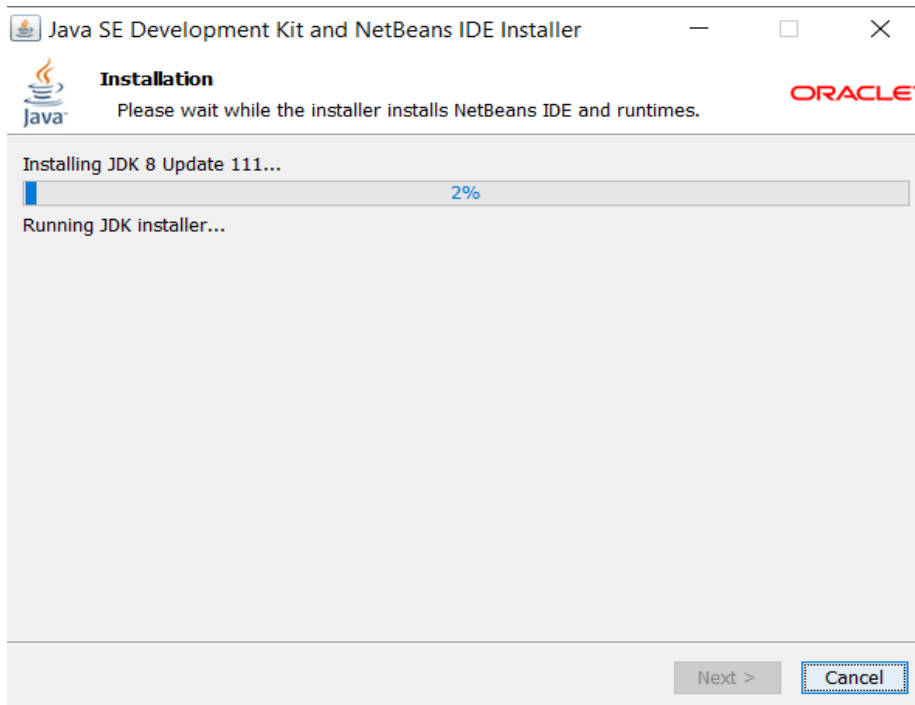 Java SE Development Kit and NetBeans IDE Installer
Installation
Please wait while the installer installs NetBeans IDE and runtimes.
Java
ORACLE
Installing JDK 8 Update 111...
2%
Running JDK installer...
Next >
Cancel